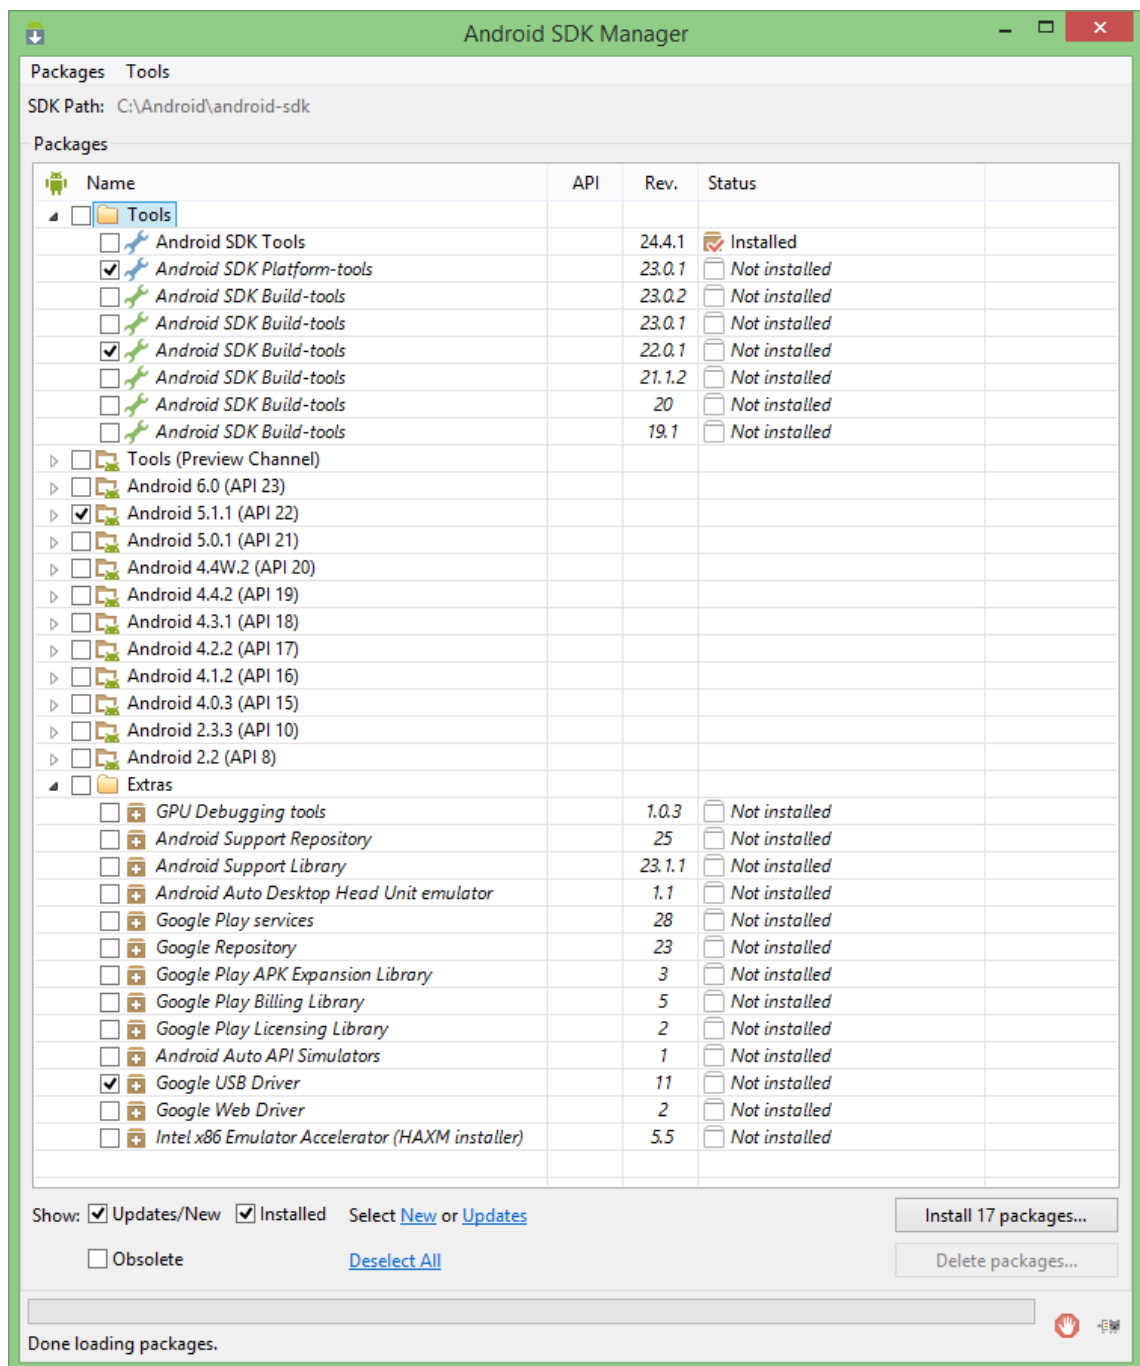 Android SDK Manager
Packages Tools
SDK Path: C:\Android\android-sdk
Packages
Name API Rev. Status
Tools
Android SDK Tools 24.4.1 Installed
Android SDK Platform-tools 23.0.1 Not installed
Android SDK Build-tools 23.0.2 Not installed
Android SDK Build-tools 23.0.1 Not installed
Android SDK Build-tools 22.0.1 Not installed
Android SDK Build-tools 21.1.2 Not installed
Android SDK Build-tools 20 Not installed
Android SDK Build-tools 19.1 Not installed
Tools (Preview Channel)
Android 6.0 (API 23)
Android 5.1.1 (API 22)
Android 5.0.1 (API 21)
Android 4.4W.2 (API 20)
Android 4.4.2 (API 19)
Android 4.3.1 (API 18)
Android 4.2.2 (API 17)
Android 4.1.2 (API 16)
Android 4.0.3 (API 15)
Android 2.3.3 (API 10)
Android 2.2 (API 8)
Extras
GPU Debugging tools 1.0.3 Not installed
Android Support Repository 25 Not installed
Android Support Library 23.1.1 Not installed
Android Auto Desktop Head Unit emulator 1.1 Not installed
Google Play services 28 Not installed
Google Repository 23 Not installed
Google Play APK Expansion Library 3 Not installed
Google Play Billing Library 5 Not installed
Google Play Licensing Library 2 Not installed
Android Auto API Simulators 1 Not installed
Google USB Driver 11 Not installed
Google Web Driver 2 Not installed
Intel x86 Emulator Accelerator (HAXM installer) 5.5 Not installed
Show: Updates/New Installed Select New or Updates Install 17 packages...
Obsolete Deselect All Delete packages...
Done loading packages.